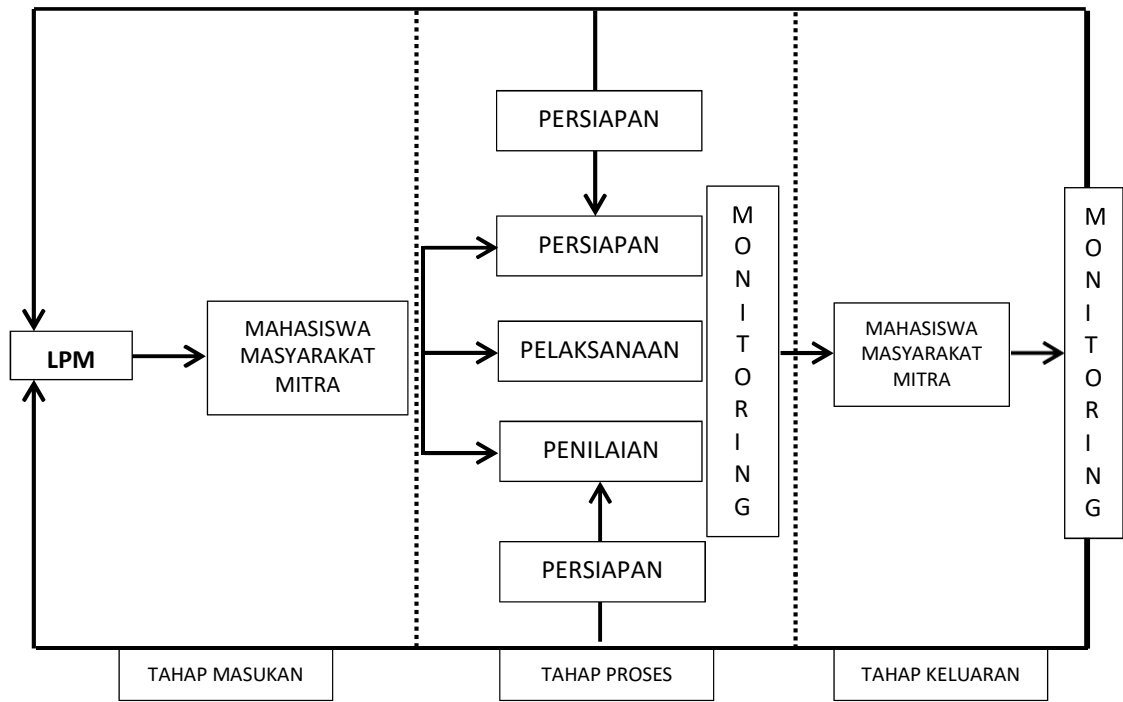 PERSIAPAN
PERSIAPAN
PELAKSANAAN
PENILAIAN
PERSIAPAN
LPM
MAHASISWA
MASYARAKAT
MITRA
M
O
N
I
T
O
R
I
N
G
MAHASISWA
MASYARAKAT
MITRA
M
O
N
I
T
O
R
I
N
G
TAHAP MASUKAN
TAHAP PROSES
TAHAP KELUARAN